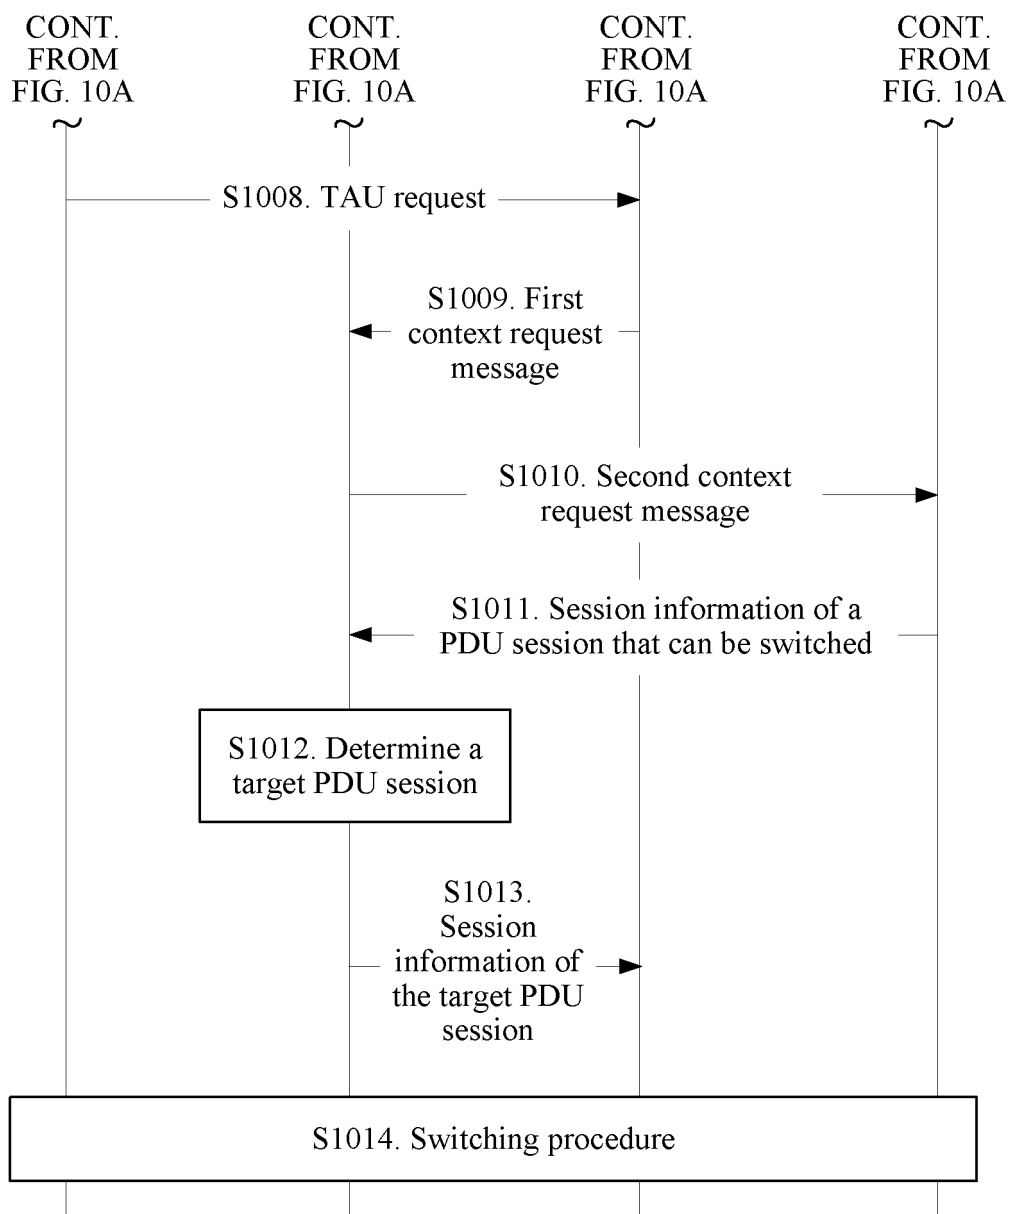 CONT.
FROM
FIG. 10A
CONT.
FROM
FIG. 10A
CONT.
FROM
FIG. 10A
CONT.
FROM
FIG. 10A
S1008. TAU request
S1009. First
context request
message
S1010. Second context
request message
S1011. Session information of a
PDU session that can be switched
S1012. Determine a
target PDU session
S1013.
Session
information of
the target PDU
session
S1014. Switching procedure